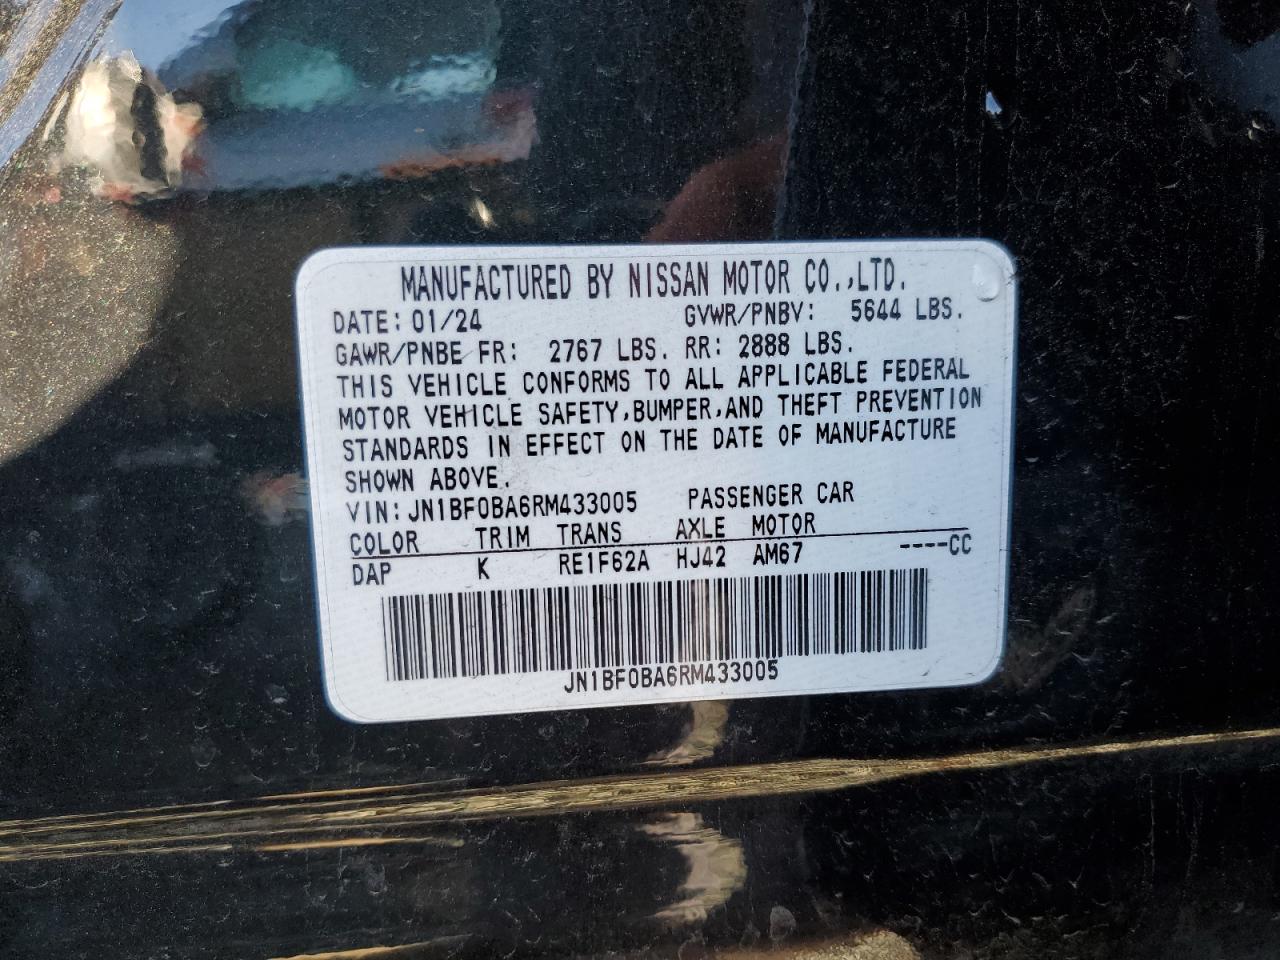 MANUFACTURED BY NISSAN MOTOR CO.,LTD.
DATE: 01/24 GVWR/PNBV: 5644 LBS.
GAWR/PNBE FR: 2767 LBS. RR: 2888 LBS.
THIS VEHICLE CONFORMS TO ALL APPLICABLE FEDERAL
MOTOR VEHICLE SAFETY,BUMPER,AND THEFT PREVENTION
STANDARDS IN EFFECT ON THE DATE OF MANUFACTURE
SHOWN ABOVE.
VIN: JN1BF0BA6RM433005 PASSENGER CAR
COLOR TRIM TRANS AXLE MOTOR
DAP K RE1F62A HJ42 AM67 ----CC
JN1BF0BA6RM433005